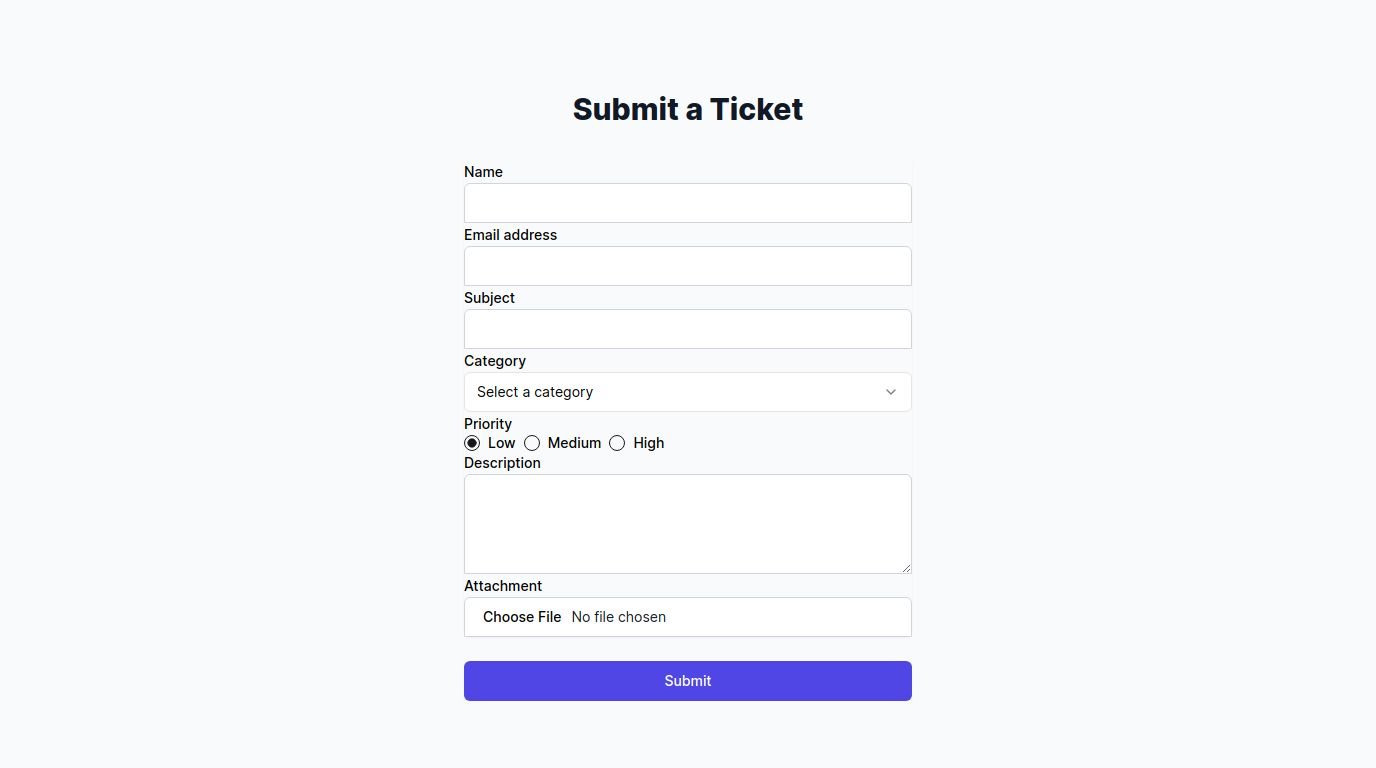 Submit a Ticket
Name
Email address
Subject
Category
Select a category
Priority
Low Medium High
Description
Attachment
Choose File No file chosen
Submit